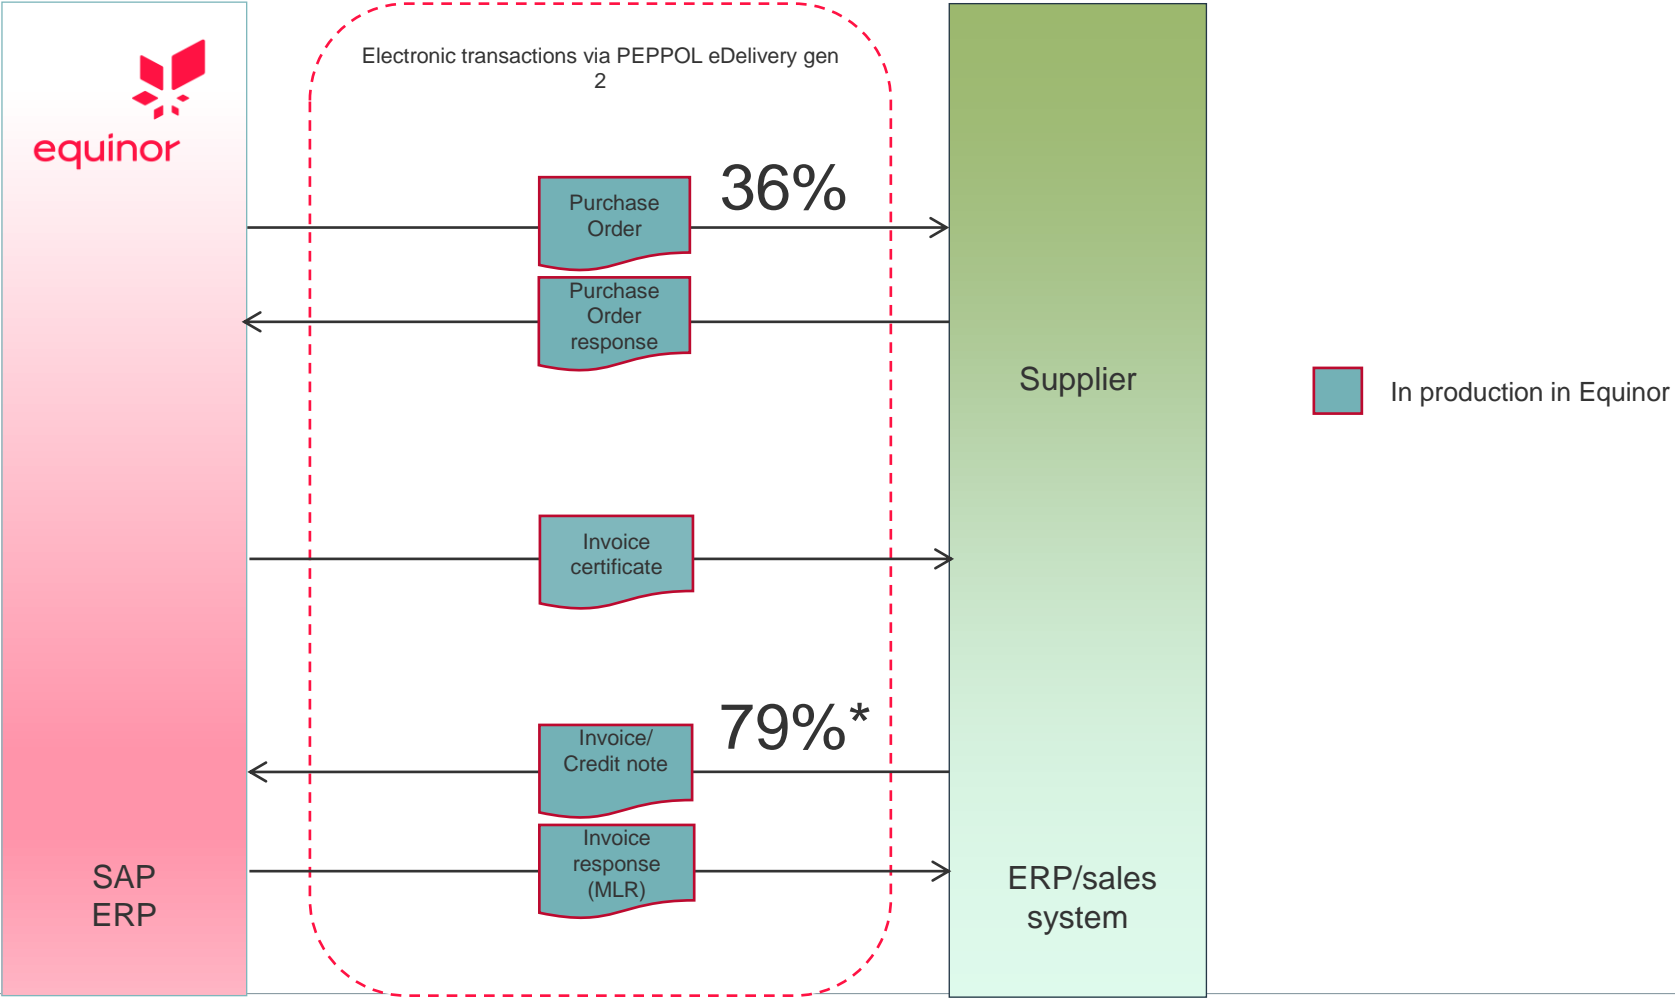 Electronic transactions via PEPPOL eDelivery gen
2
equinor
36%
Purchase
Order
Purchase
Order
response
Supplier
In production in Equinor
Invoice
certificate
79%*
Invoice/
Credit note
Invoice
response
(MLR)
SAP
ERP
ERP/sales
system